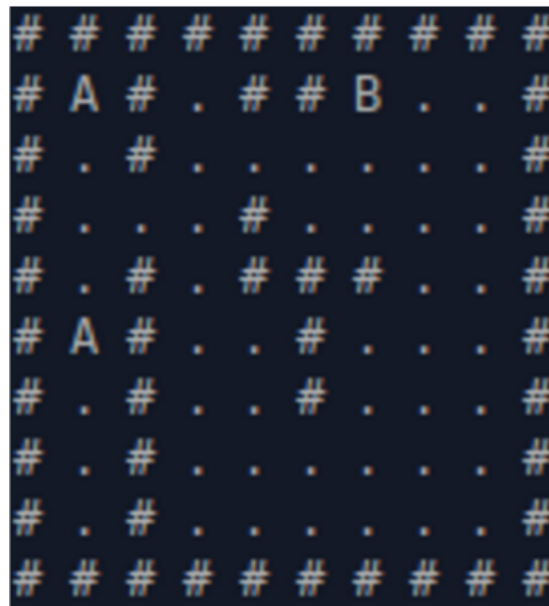 # # # # # # # # # #
# A # . # # B . . #
# . # . . . . . . #
# . . . # . . . . #
# . # . # # # . . #
# A # . . # . . . #
# . # . . # . . . #
# . # . . . . . . #
# . # . . . . . . #
# # # # # # # # # #